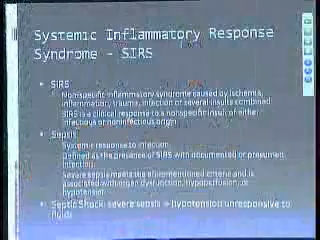 Systemic Inflammatory Response
Syndrome - SIRS
SIRS
Nonspecific inflammatory syndrome caused by ischemia,
inflammation, trauma, infection or several insults combined
SIRS is a clinical response to a nonspecific insult of either
infectious or noninfectious origin
Sepsis
Systemic response to infection.
Defined as the presence of SIRS with documented or presumed
infection.
Severe sepsis meets the aforementioned criteria and is
associated with organ dysfunction, hypoperfusion, or
hypotension.
Septic Shock: severe sepsis + hypotension unresponsive to
fluids